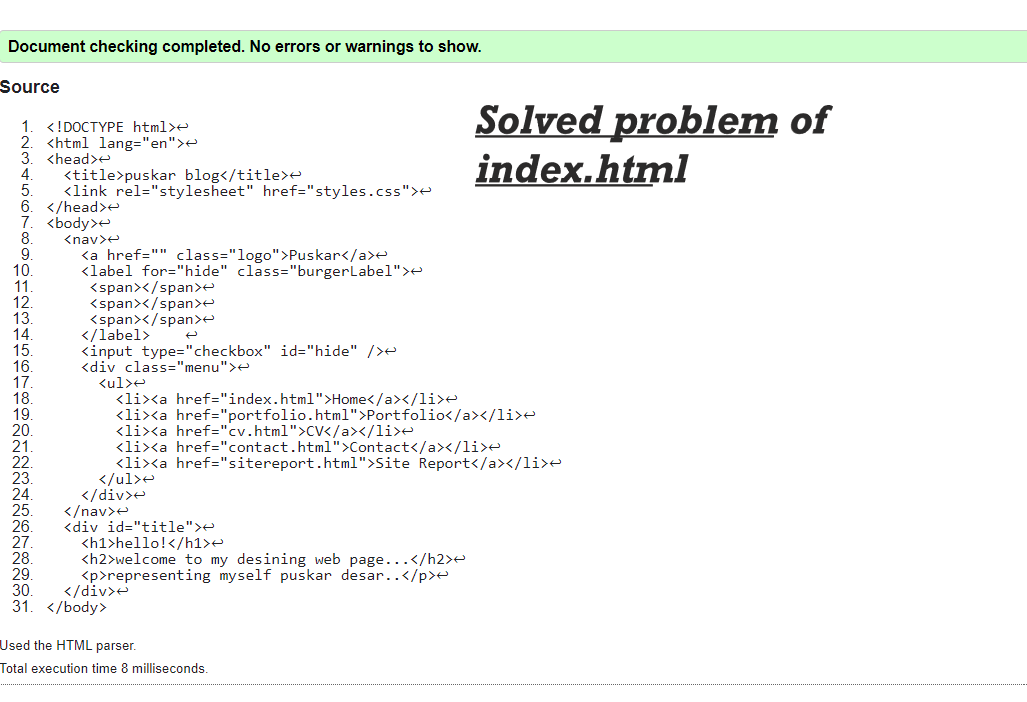 Document checking completed. No errors or warnings to show.
Source
Solved problem of
index.html
1. <!DOCTYPE html>↩
2. <html lang="en">↩
3. <head>↩
4.   <title>puskar blog</title>↩
5.   <link rel="stylesheet" href="styles.css">↩
6. </head>↩
7. <body>↩
8.   <nav>↩
9.     <a href="" class="logo">Puskar</a>↩
10.     <label for="hide" class="burgerLabel">↩
11.      <span></span>↩
12.      <span></span>↩
13.      <span></span>↩
14.     </label>    ↩
15.     <input type="checkbox" id="hide" />↩
16.     <div class="menu">↩
17.       <ul>↩
18.         <li><a href="index.html">Home</a></li>↩
19.         <li><a href="portfolio.html">Portfolio</a></li>↩
20.         <li><a href="cv.html">CV</a></li>↩
21.         <li><a href="contact.html">Contact</a></li>↩
22.         <li><a href="sitereport.html">Site Report</a></li>↩
23.       </ul>↩
24.     </div>↩
25.   </nav>↩
26.   <div id="title">↩
27.     <h1>hello!</h1>↩
28.     <h2>welcome to my desining web page...</h2>↩
29.     <p>representing myself puskar desar..</p>↩
30.   </div>↩
31. </body>
Used the HTML parser.
Total execution time 8 milliseconds.